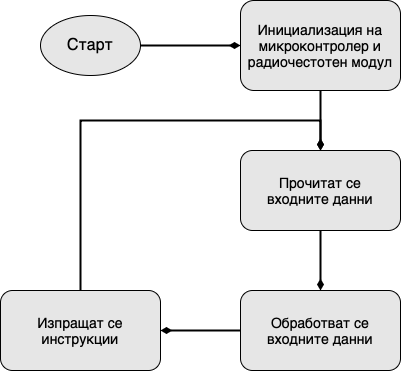 Старт
Инициализация на
микроконтролер и
радиочестотен модул
Прочитат се
входните данни
Обработват се
входните данни
Изпращат се
инструкции